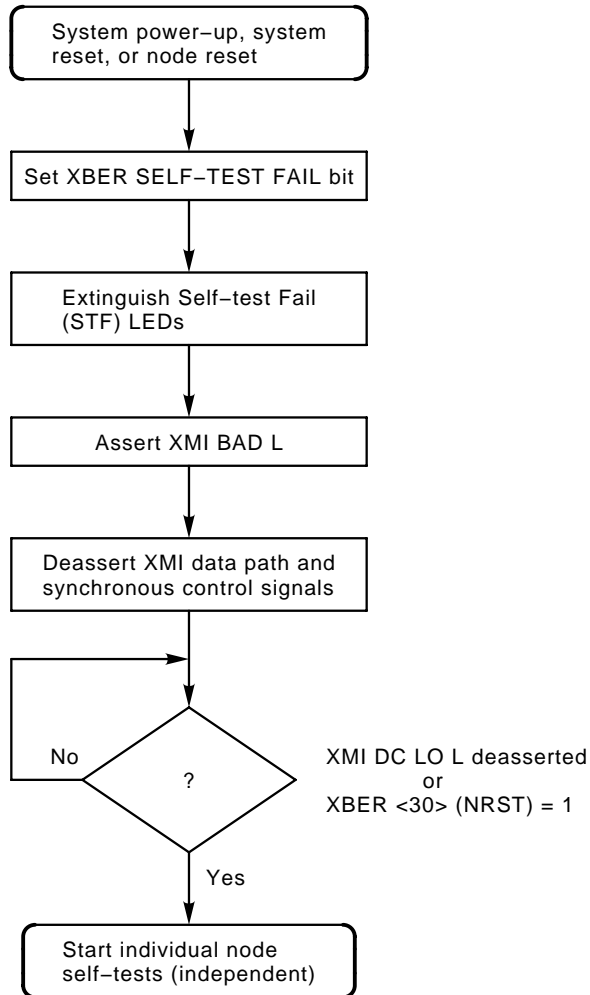 System power−up, system
reset, or node reset
Set XBER SELF−TEST FAIL bit
Extinguish Self−test Fail
(STF) LEDs
Assert XMI BAD L
Deassert XMI data path and
synchronous control signals
No
?
XMI DC LO L deasserted
or
XBER <30> (NRST) = 1
Yes
Start individual node
self−tests (independent)